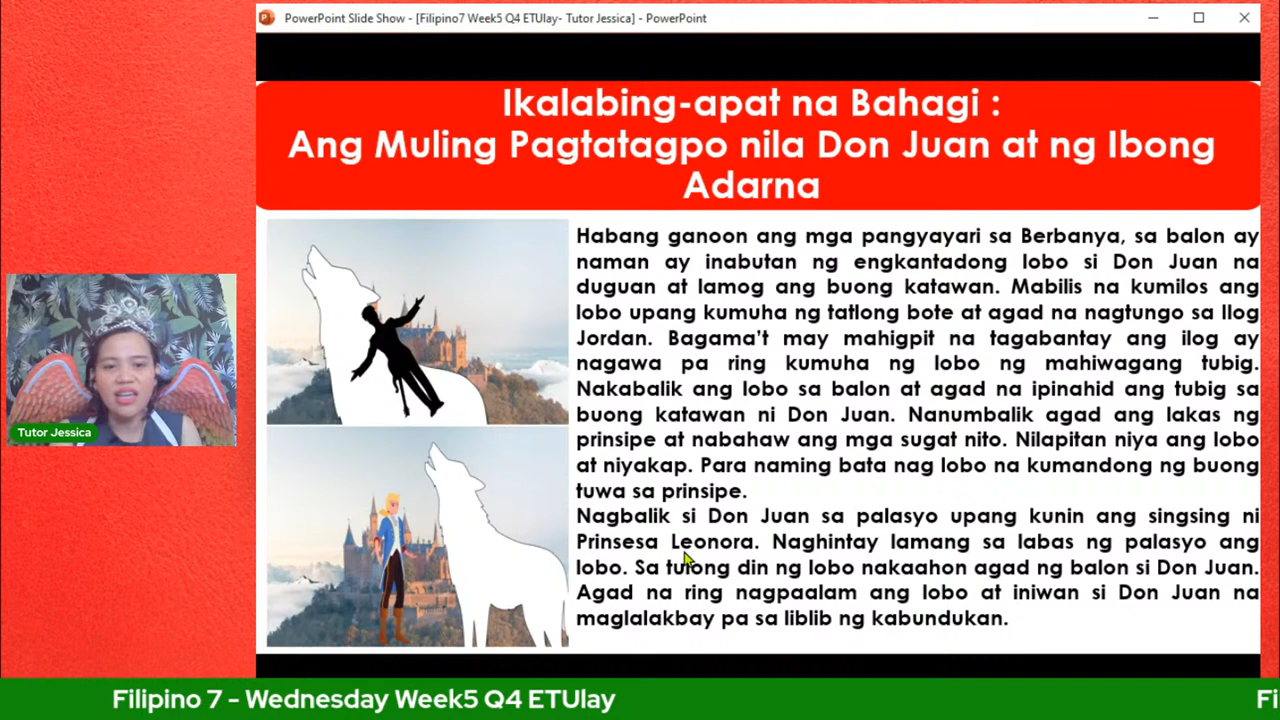 PowerPoint Slide Show - [Filipino7 Week5 Q4 ETUlay- Tutor Jessica] - PowerPoint
Ikalabing-apat na Bahagi :
Ang Muling Pagtatagpo nila Don Juan at ng Ibong
Adarna
Habang ganoon ang mga pangyayari sa Berbanya, sa balon ay
naman ay inabutan ng engkantadong lobo si Don Juan na
duguan at lamog ang buong katawan. Mabilis na kumilos ang
lobo upang kumuha ng tatlong bote at agad na nagtungo sa Ilog
Jordan. Bagama't may mahigpit na tagabantay ang ilog ay
nagawa pa ring kumuha ng lobo ng mahiwagang tubig.
Nakabalik ang lobo sa balon at agad na ipinahid ang tubig sa
buong katawan ni Don Juan. Nanumbalik agad ang lakas ng
prinsipe at nabahaw ang mga sugat nito. Nilapitan niya ang lobo
at niyakap. Para naming bata nag lobo na kumandong ng buong
tuwa sa prinsipe.
Nagbalik si Don Juan sa palasyo upang kunin ang singsing ni
Prinsesa Leonora. Naghintay lamang sa labas ng palasyo ang
lobo. Sa tulong din ng lobo nakaahon agad ng balon si Don Juan.
Agad na ring nagpaalam ang lobo at iniwan si Don Juan na
maglalakbay pa sa liblib ng kabundukan.
Tutor Jessica
Filipino 7 - Wednesday Week5 Q4 ETUlay
Fi